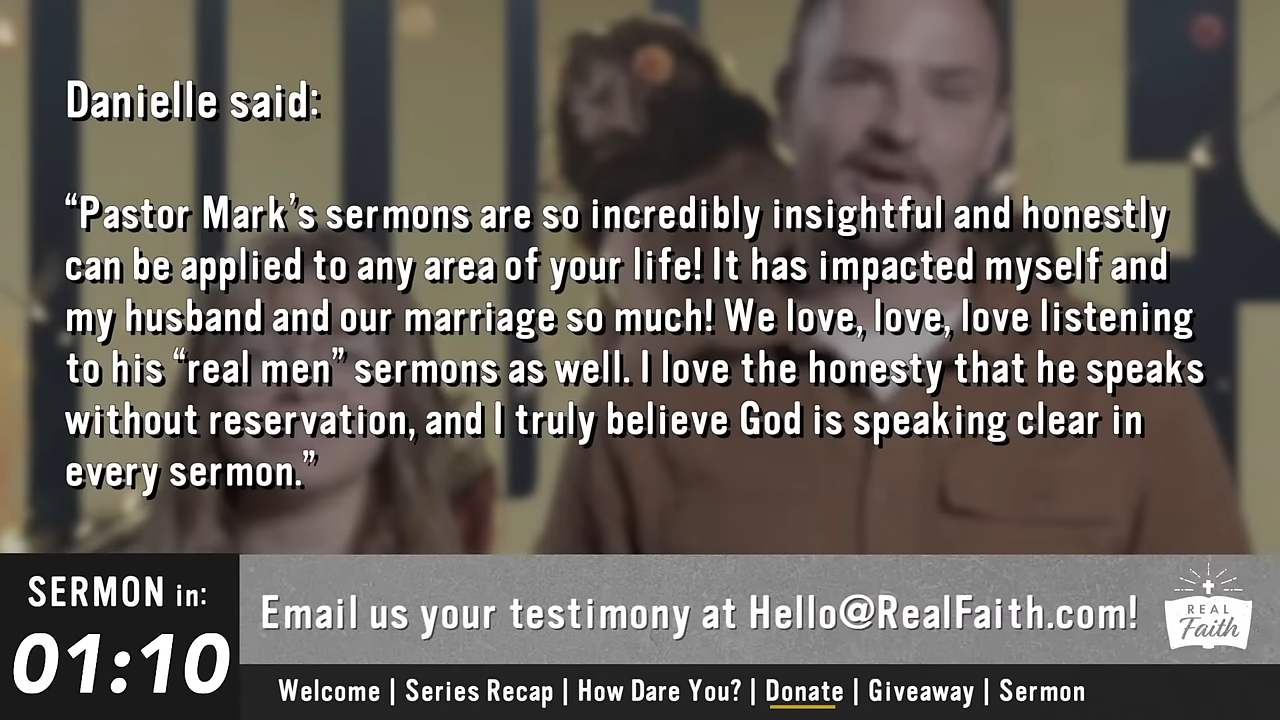 Danielle said:
“Pastor Mark’s sermons are so incredibly insightful and honestly
can be applied to any area of your life! It has impacted myself and
my husband and our marriage so much! We love, love, love listening
to his “real men” sermons as well. I love the honesty that he speaks
without reservation, and I truly believe God is speaking clear in
every sermon.”
SERMON in:
01:10
Email us your testimony at Hello@RealFaith.com!
REAL
Faith
Welcome | Series Recap | How Dare You? | Donate | Giveaway | Sermon